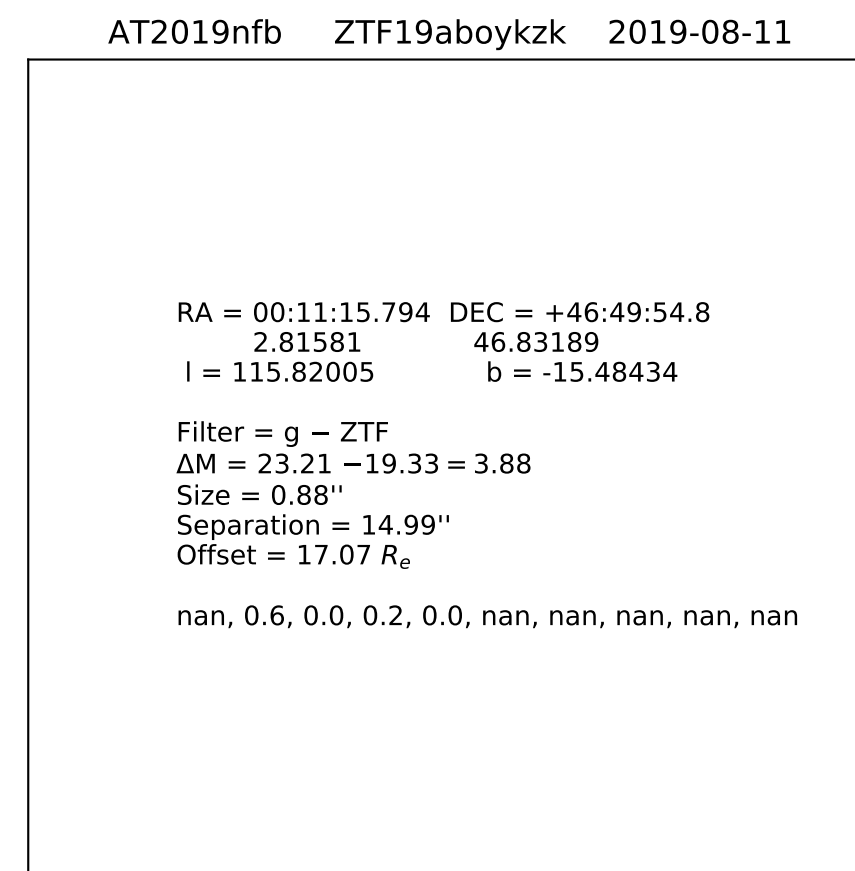 AT2019nfb ZTF19aboykzk 2019-08-11
RA = 00:11:15.794 DEC = +46:49:54.8
2.81581 46.83189
l = 115.82005 b = -15.48434
Filter = g − ZTF
ΔM = 23.21 −19.33 = 3.88
Size = 0.88''
Separation = 14.99''
Offset = 17.07 Rₑ
nan, 0.6, 0.0, 0.2, 0.0, nan, nan, nan, nan, nan